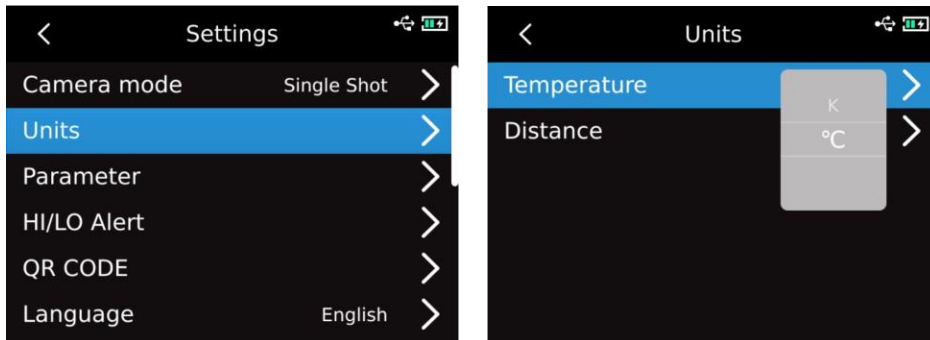 Settings
Camera mode Single Shot
Units
Parameter
HI/LO Alert
QR CODE
Language English
Units
Temperature
K
℃
Distance